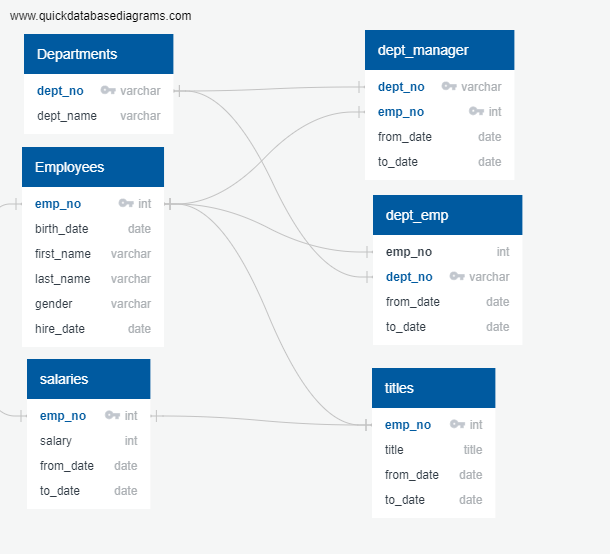 www.quickdatabasediagrams.com
Departments
dept_no varchar
dept_name varchar
Employees
emp_no int
birth_date date
first_name varchar
last_name varchar
gender varchar
hire_date date
salaries
emp_no int
salary int
from_date date
to_date date
dept_manager
dept_no varchar
emp_no int
from_date date
to_date date
dept_emp
emp_no int
dept_no varchar
from_date date
to_date date
titles
emp_no int
title title
from_date date
to_date date